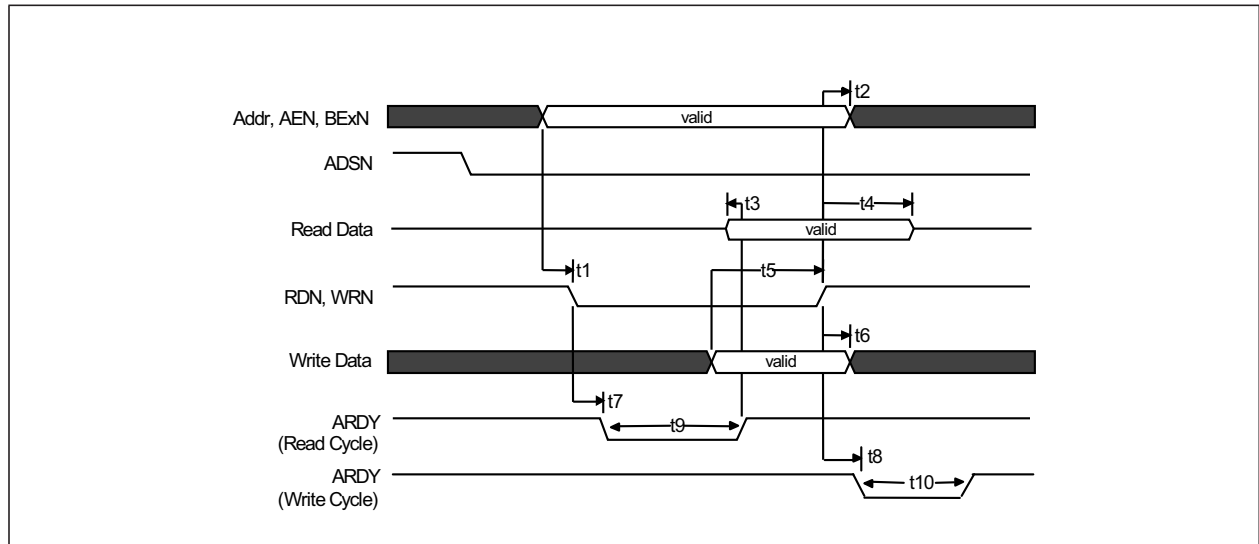 t2
Addr, AEN, BExN
valid
ADSN
t3
t4
Read Data
valid
t1
t5
RDN, WRN
t6
Write Data
valid
t7
ARDY
(Read Cycle)
t9
t8
ARDY
(Write Cycle)
t10